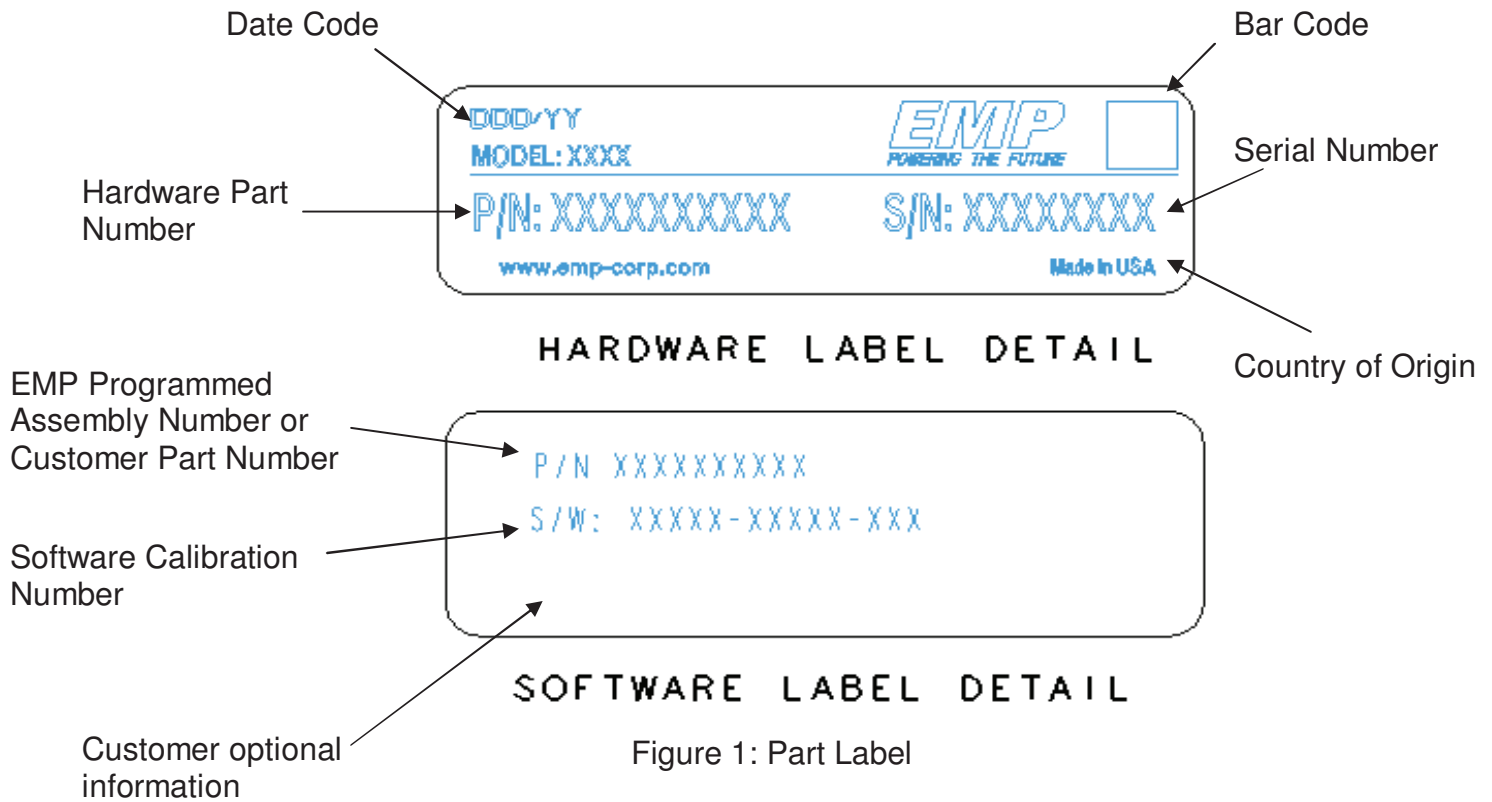 Date Code
Bar Code
DDD/YY
EMP
MODEL: XXXX
POWERING THE FUTURE
Serial Number
Hardware Part
Number
P/N: XXXXXXXXXX
S/N: XXXXXXXX
www.emp-corp.com
Made in USA
HARDWARE LABEL DETAIL
Country of Origin
EMP Programmed
Assembly Number or
Customer Part Number
P/N XXXXXXXXXX
S/W: XXXXX-XXXXX-XXX
Software Calibration
Number
SOFTWARE LABEL DETAIL
Customer optional
information
Figure 1: Part Label